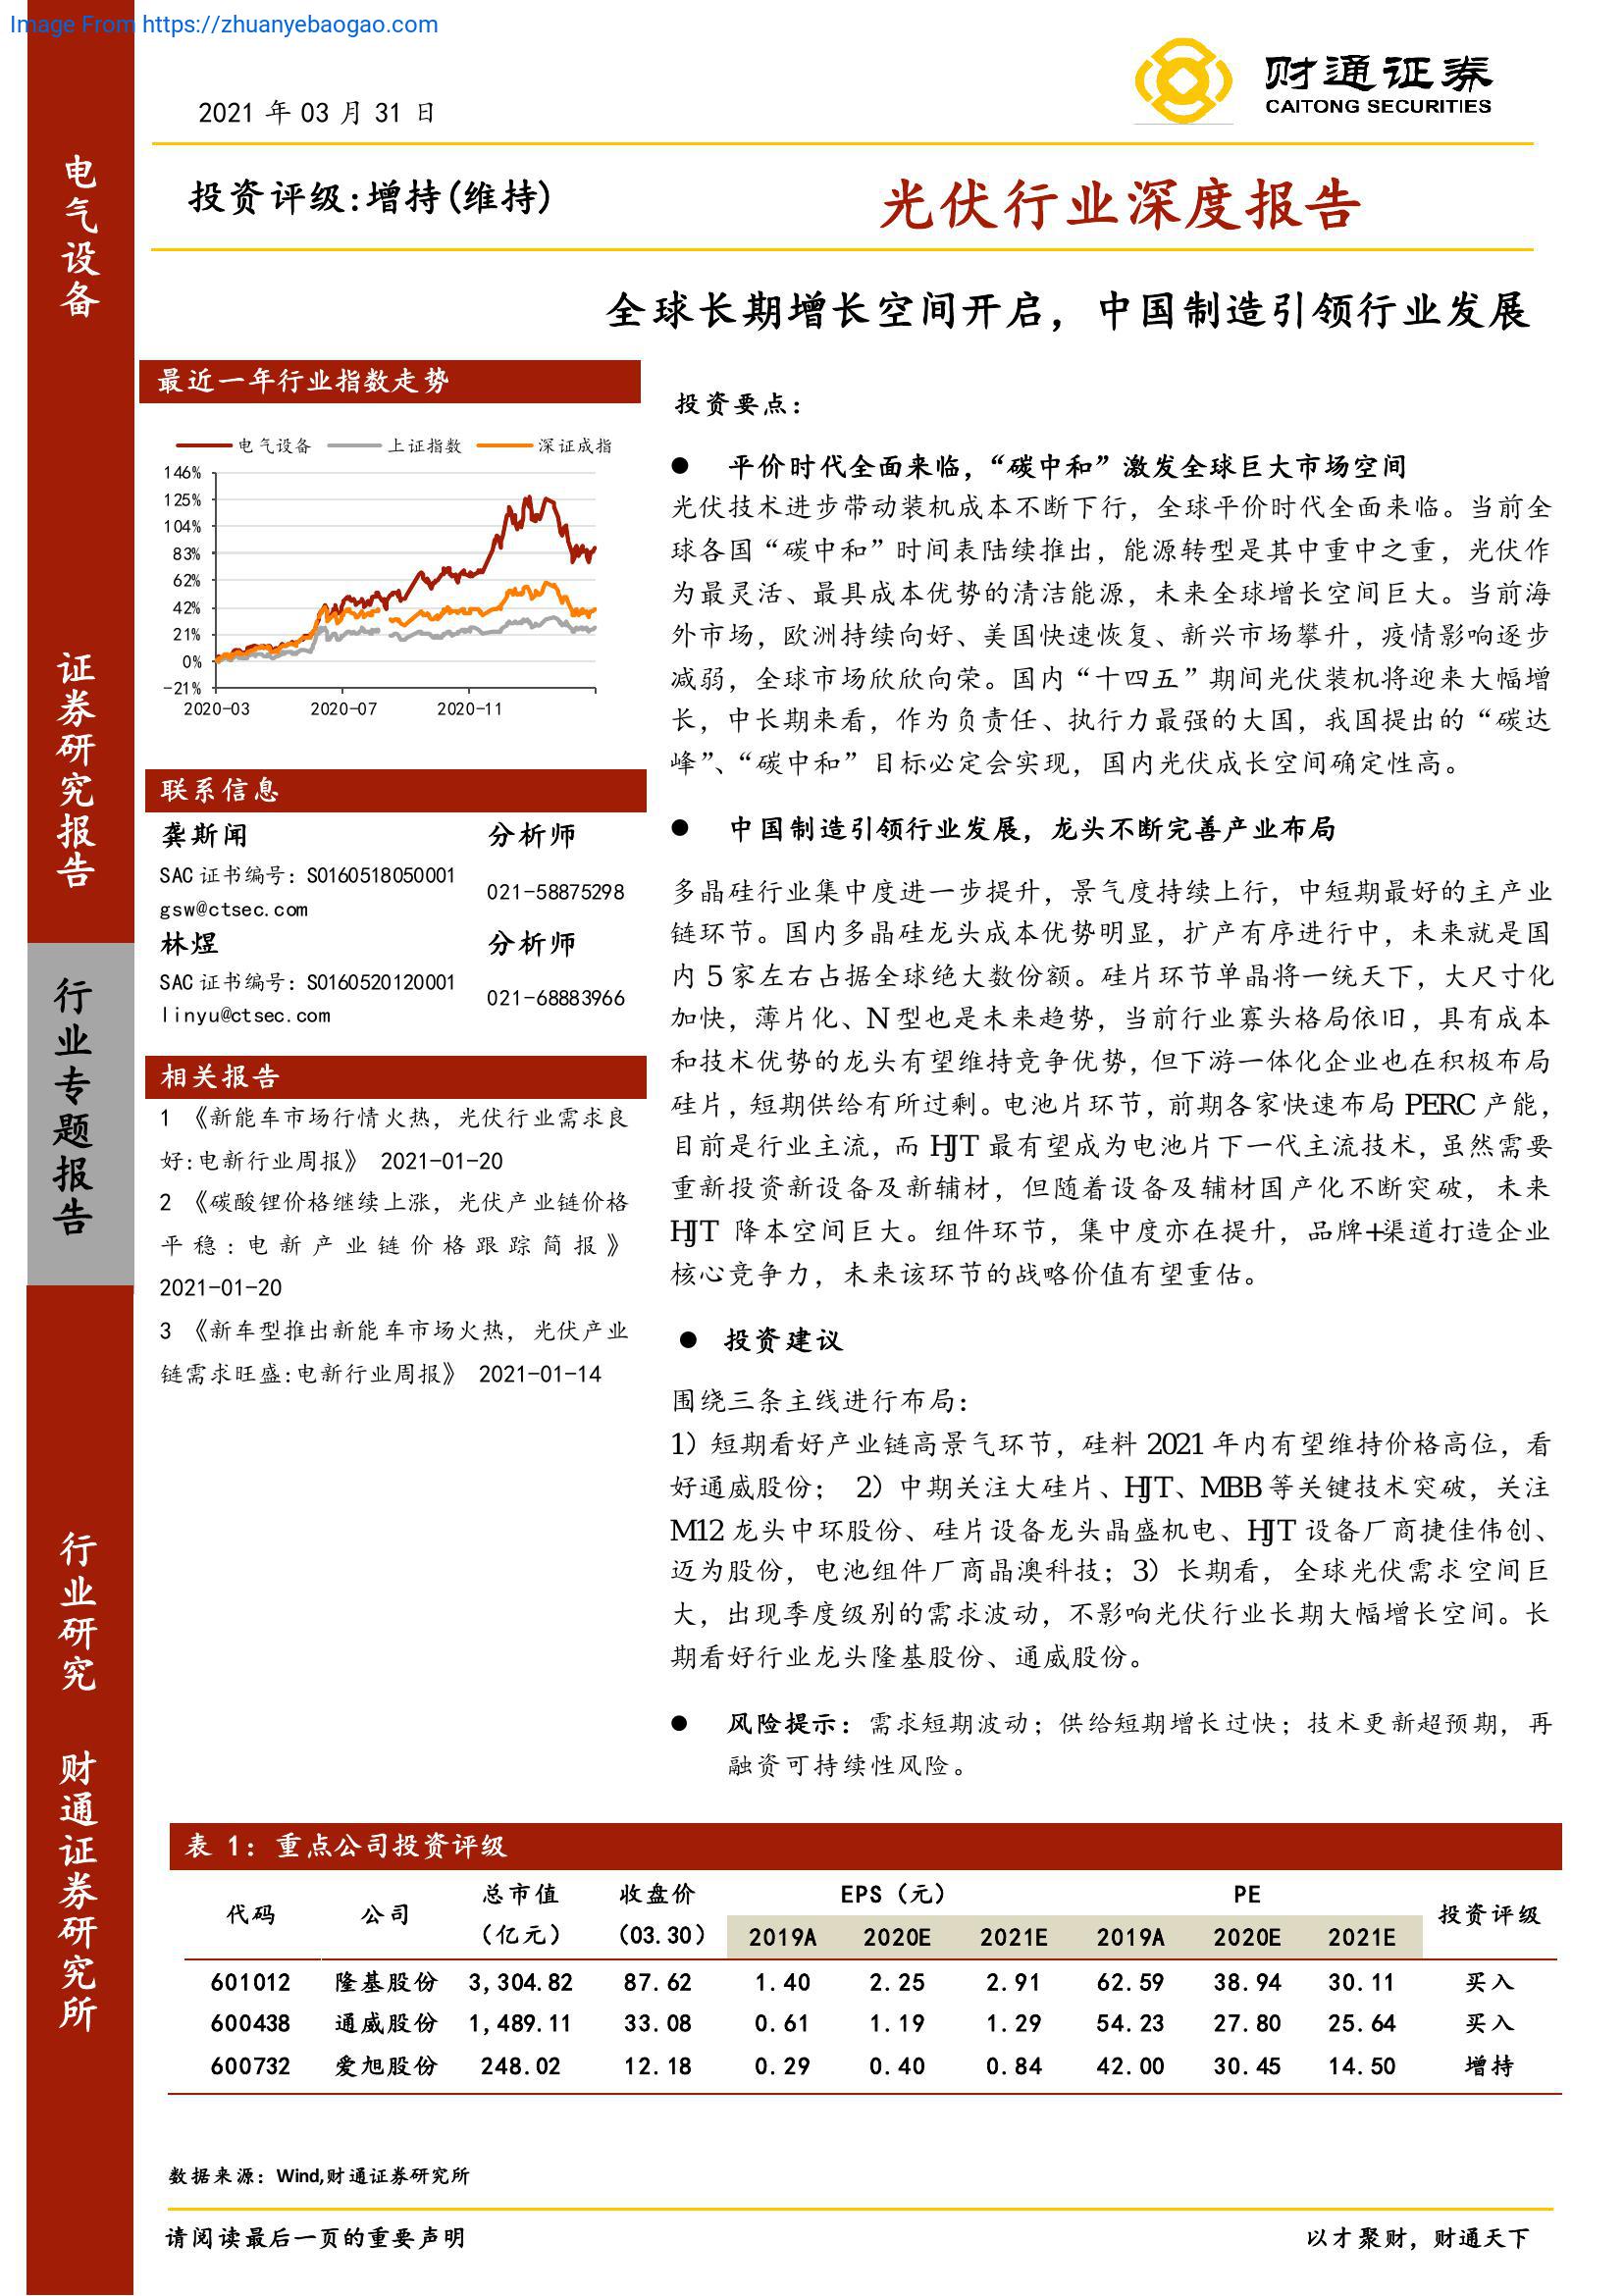 Image From https://zhuanyebaogao.com
财通证券
CAITONG SECURITIES
2021 年 03 月 31 日
投资评级:增持(维持)
光伏行业深度报告
全球长期增长空间开启，中国制造引领行业发展
电气设备
证券研究报告
行业专题报告
行业研究
财通证券研究所
最近一年行业指数走势
电气设备 上证指数 深证成指
146%
125%
104%
83%
62%
42%
21%
0%
-21%
2020-03 2020-07 2020-11
联系信息
龚斯闻 分析师
SAC 证书编号：S0160518050001
021-58875298
gsw@ctsec.com
林煜 分析师
SAC 证书编号：S0160520120001
021-68883966
linyu@ctsec.com
相关报告
1 《新能车市场行情火热，光伏行业需求良
好:电新行业周报》 2021-01-20
2 《碳酸锂价格继续上涨，光伏产业链价格
平稳:电新产业链价格跟踪简报》
2021-01-20
3 《新车型推出新能车市场火热，光伏产业
链需求旺盛:电新行业周报》 2021-01-14
投资要点：
● 平价时代全面来临，“碳中和”激发全球巨大市场空间
光伏技术进步带动装机成本不断下行，全球平价时代全面来临。当前全
球各国“碳中和”时间表陆续推出，能源转型是其中重中之重，光伏作
为最灵活、最具成本优势的清洁能源，未来全球增长空间巨大。当前海
外市场，欧洲持续向好、美国快速恢复、新兴市场攀升，疫情影响逐步
减弱，全球市场欣欣向荣。国内“十四五”期间光伏装机将迎来大幅增
长，中长期来看，作为负责任、执行力最强的大国，我国提出的“碳达
峰”、“碳中和”目标必定会实现，国内光伏成长空间确定性高。
● 中国制造引领行业发展，龙头不断完善产业布局
多晶硅行业集中度进一步提升，景气度持续上行，中短期最好的主产业
链环节。国内多晶硅龙头成本优势明显，扩产有序进行中，未来就是国
内 5 家左右占据全球绝大数份额。硅片环节单晶将一统天下，大尺寸化
加快，薄片化、N 型也是未来趋势，当前行业寡头格局依旧，具有成本
和技术优势的龙头有望维持竞争优势，但下游一体化企业也在积极布局
硅片，短期供给有所过剩。电池片环节，前期各家快速布局 PERC 产能，
目前是行业主流，而 HJT 最有望成为电池片下一代主流技术，虽然需要
重新投资新设备及新辅材，但随着设备及辅材国产化不断突破，未来
HJT 降本空间巨大。组件环节，集中度亦在提升，品牌+渠道打造企业
核心竞争力，未来该环节的战略价值有望重估。
● 投资建议
围绕三条主线进行布局：
1）短期看好产业链高景气环节，硅料 2021 年内有望维持价格高位，看
好通威股份； 2）中期关注大硅片、HJT、MBB 等关键技术突破，关注
M12 龙头中环股份、硅片设备龙头晶盛机电、HJT 设备厂商捷佳伟创、
迈为股份，电池组件厂商晶澳科技；3）长期看，全球光伏需求空间巨
大，出现季度级别的需求波动，不影响光伏行业长期大幅增长空间。长
期看好行业龙头隆基股份、通威股份。
● 风险提示：需求短期波动；供给短期增长过快；技术更新超预期，再
融资可持续性风险。
表 1：重点公司投资评级
代码 公司 总市值（亿元） 收盘价（03.30） EPS（元） PE 投资评级
2019A 2020E 2021E 2019A 2020E 2021E
601012 隆基股份 3,304.82 87.62 1.40 2.25 2.91 62.59 38.94 30.11 买入
600438 通威股份 1,489.11 33.08 0.61 1.19 1.29 54.23 27.80 25.64 买入
600732 爱旭股份 248.02 12.18 0.29 0.40 0.84 42.00 30.45 14.50 增持
数据来源：Wind,财通证券研究所
请阅读最后一页的重要声明 以才聚财，财通天下